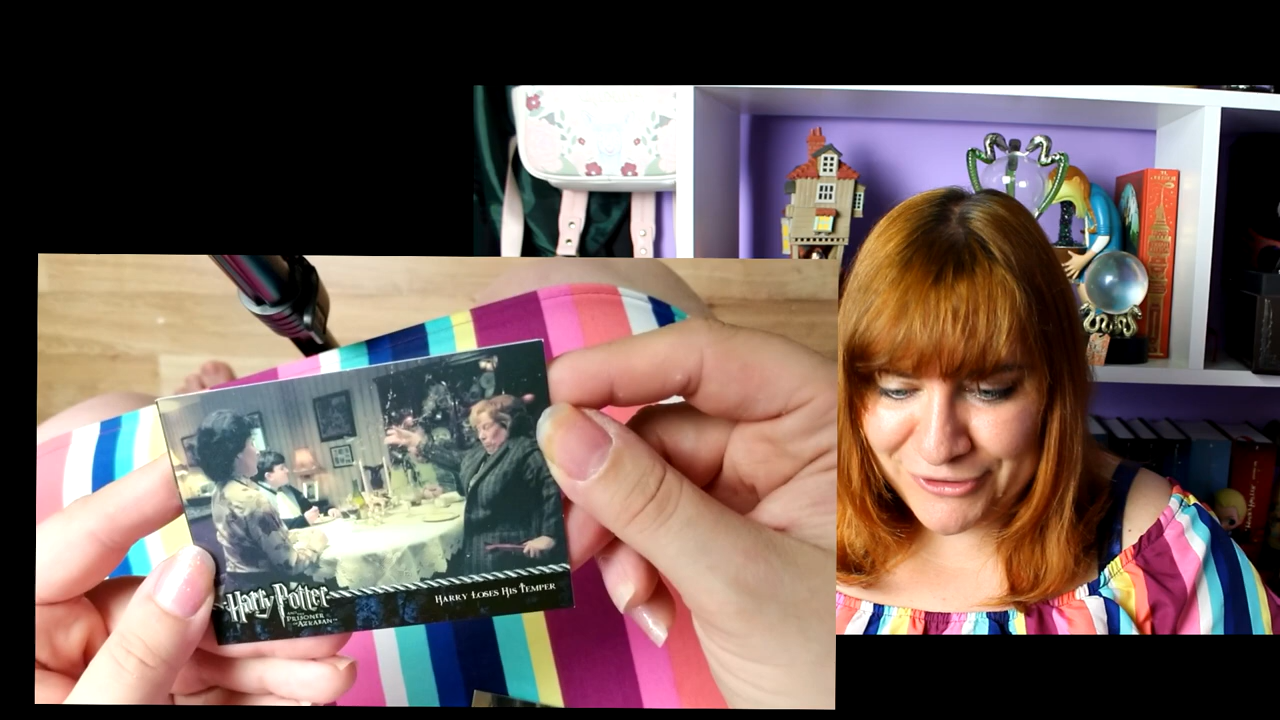 Harry Potter
AND THE
PRISONER
OF
AZKABAN
HARRY LOSES HIS TEMPER